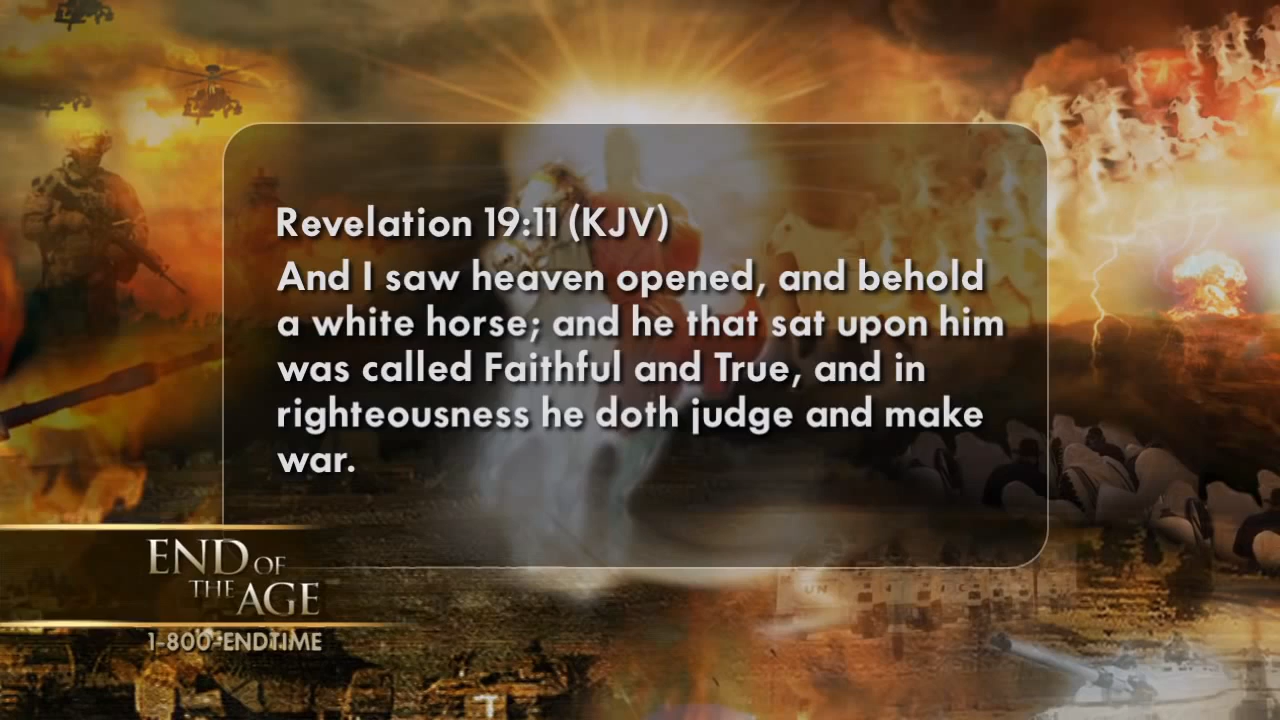 Revelation 19:11 (KJV)
And I saw heaven opened, and behold
a white horse; and he that sat upon him
was called Faithful and True, and in
righteousness he doth judge and make
war.
END OF
THE AGE
1-800-ENDTIME
UN